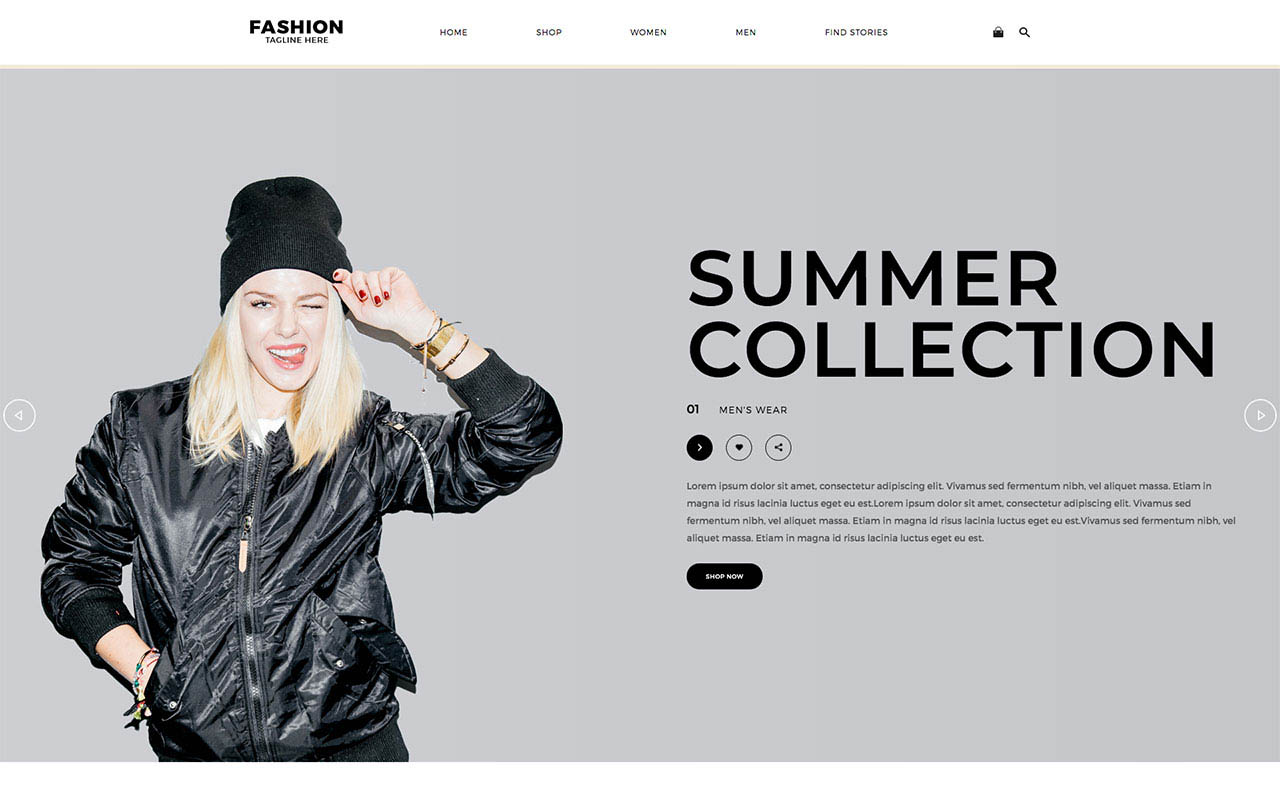 FASHION
TAGLINE HERE
HOME
SHOP
WOMEN
MEN
FIND STORIES
SUMMER
COLLECTION
01 MEN'S WEAR
Lorem ipsum dolor sit amet, consectetur adipiscing elit. Vivamus sed fermentum nibh, vel aliquet massa. Etiam in
magna id risus lacinia luctus eget eu est.Lorem ipsum dolor sit amet, consectetur adipiscing elit. Vivamus sed
fermentum nibh, vel aliquet massa. Etiam in magna id risus lacinia luctus eget eu est.Vivamus sed fermentum nibh, vel
aliquet massa. Etiam in magna id risus lacinia luctus eget eu est.
SHOP NOW